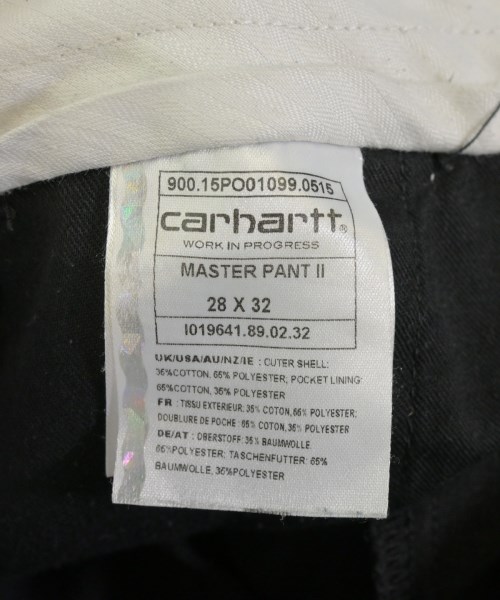 900.15PO01099.0515
carhartt®
WORK IN PROGRESS
MASTER PANT II
28 X 32
I019641.89.02.32
UK/USA/AU/NZ/IE : OUTER SHELL:
35%COTTON, 65% POLYESTER, POCKET LINING:
65%COTTON, 35% POLYESTER
FR : TISSU EXTERIEUR: 35% COTON,65% POLYESTER;
DOUBLURE DE POCHE : 65% COTON, 35% POLYESTER
DE/AT : OBERSTOFF: 35% BAUMWOLLE,
65%POLYESTER; TASCHENFUTTER: 65%
BAUMWOLLE, 35%POLYESTER